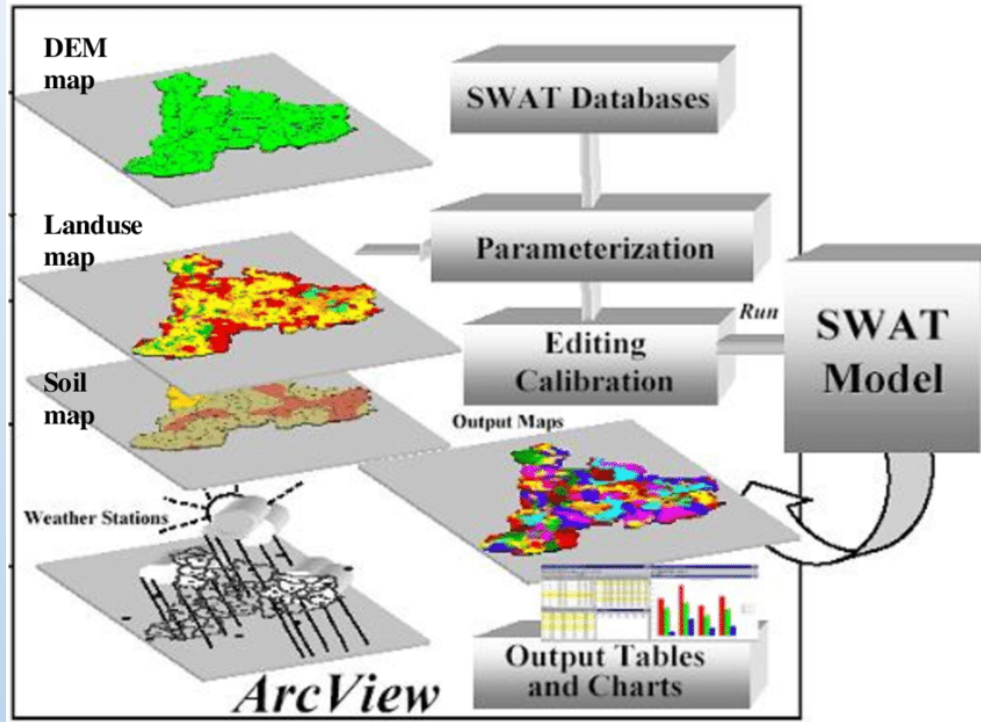 DEM
map
SWAT Databases
Landuse
map
Parameterization
Run
SWAT
Model
Editing
Calibration
Soil
map
Output Maps
Weather Stations
Output Tables
and Charts
ArcView